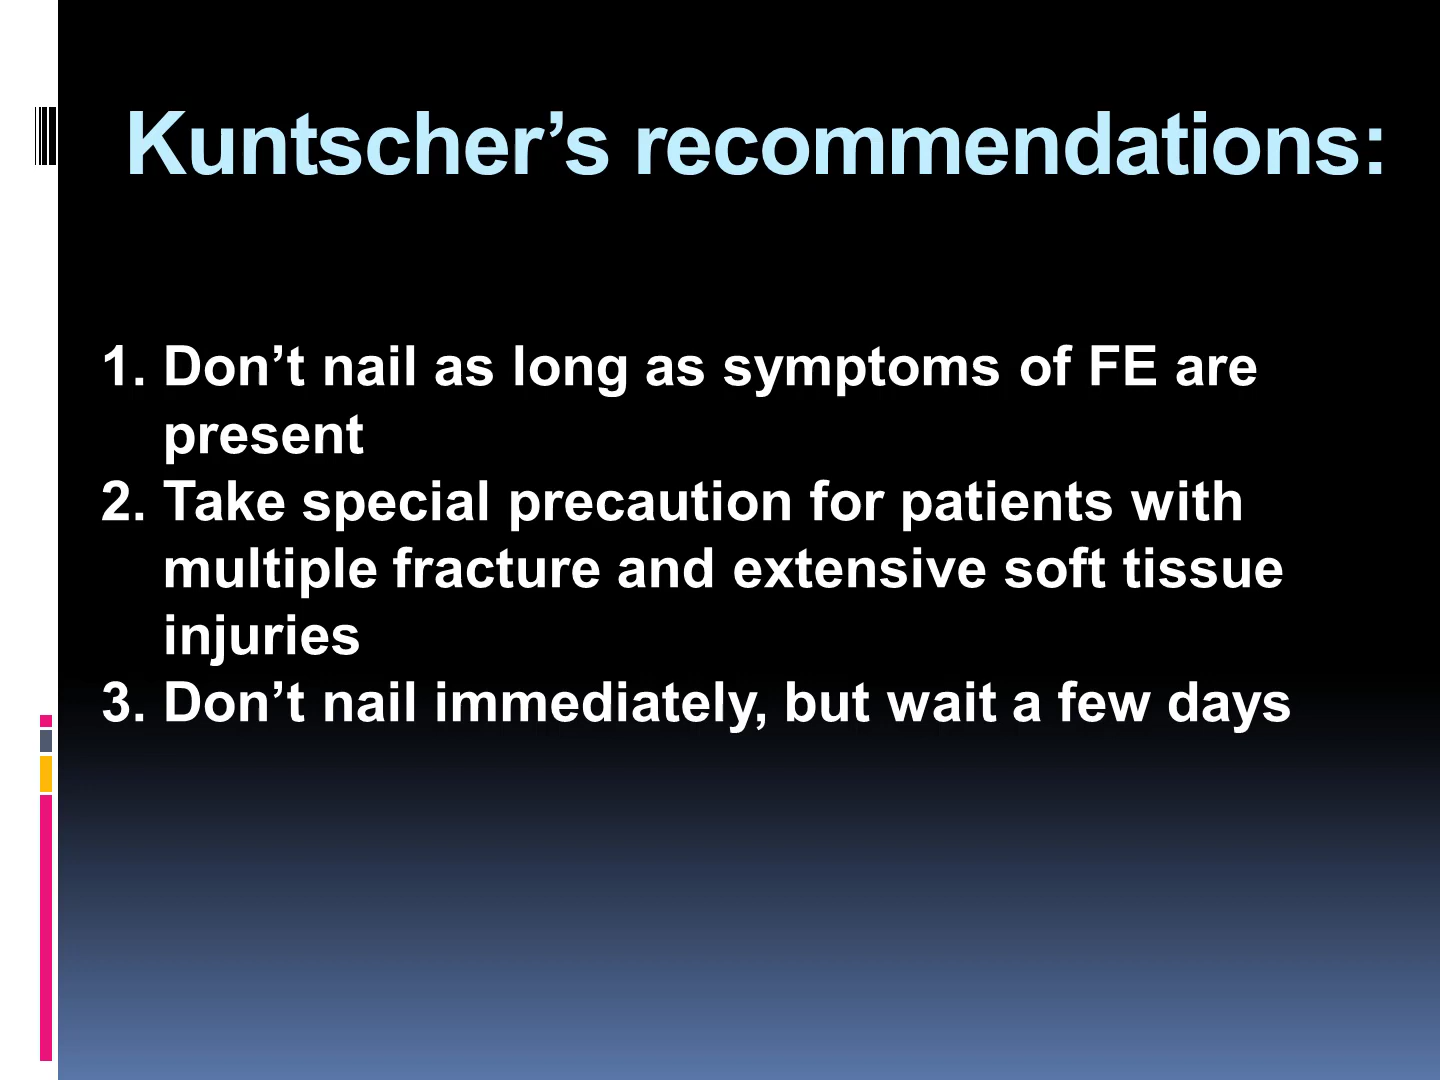 Kuntscher’s recommendations:
1. Don’t nail as long as symptoms of FE are
present
2. Take special precaution for patients with
multiple fracture and extensive soft tissue
injuries
3. Don’t nail immediately, but wait a few days